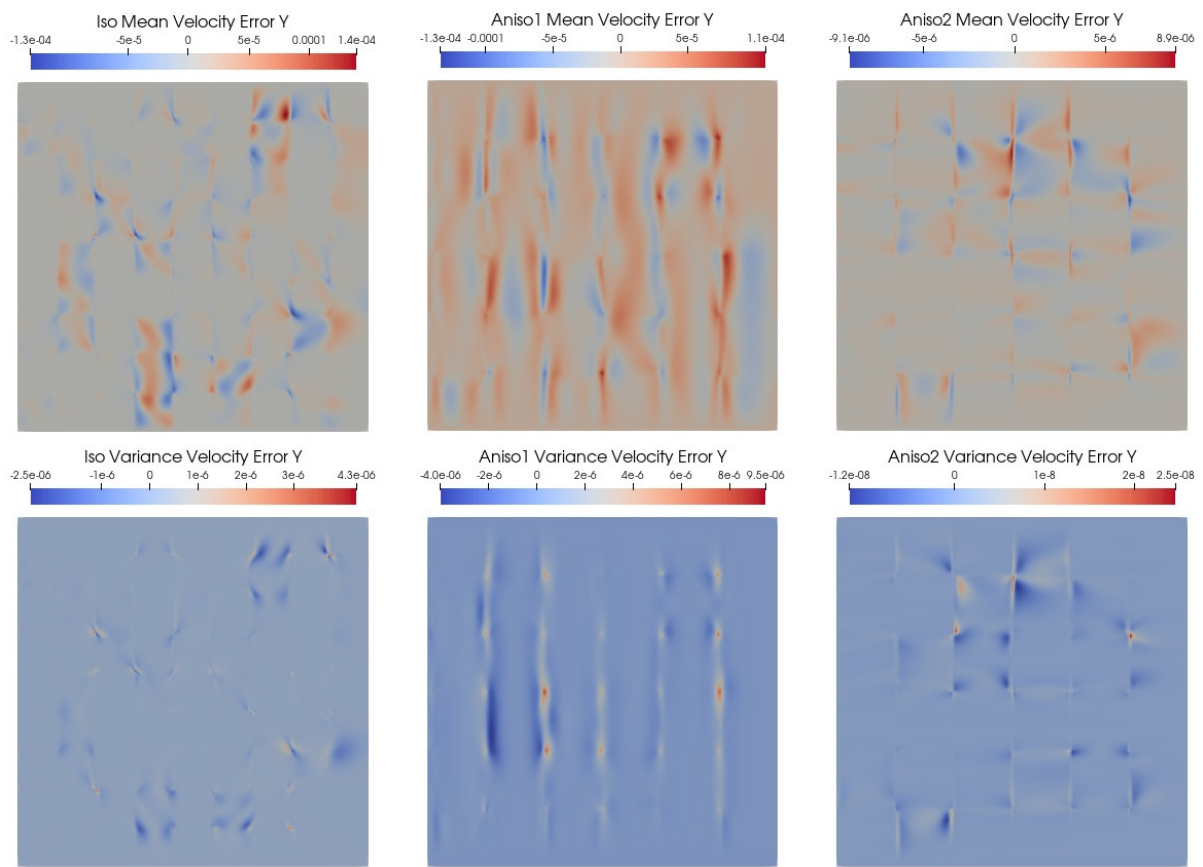 Iso Mean Velocity Error Y
-1.3e-04 -5e-5 0 5e-5 0.0001 1.4e-04
Aniso1 Mean Velocity Error Y
-1.3e-04 -0.0001 -5e-5 0 5e-5 1.1e-04
Aniso2 Mean Velocity Error Y
-9.1e-06 -5e-6 0 5e-6 8.9e-06
Iso Variance Velocity Error Y
-2.5e-06 -1e-6 0 1e-6 2e-6 3e-6 4.3e-06
Aniso1 Variance Velocity Error Y
-4.0e-06 -2e-6 0 2e-6 4e-6 6e-6 8e-6 9.5e-06
Aniso2 Variance Velocity Error Y
-1.2e-08 0 1e-8 2e-8 2.5e-08